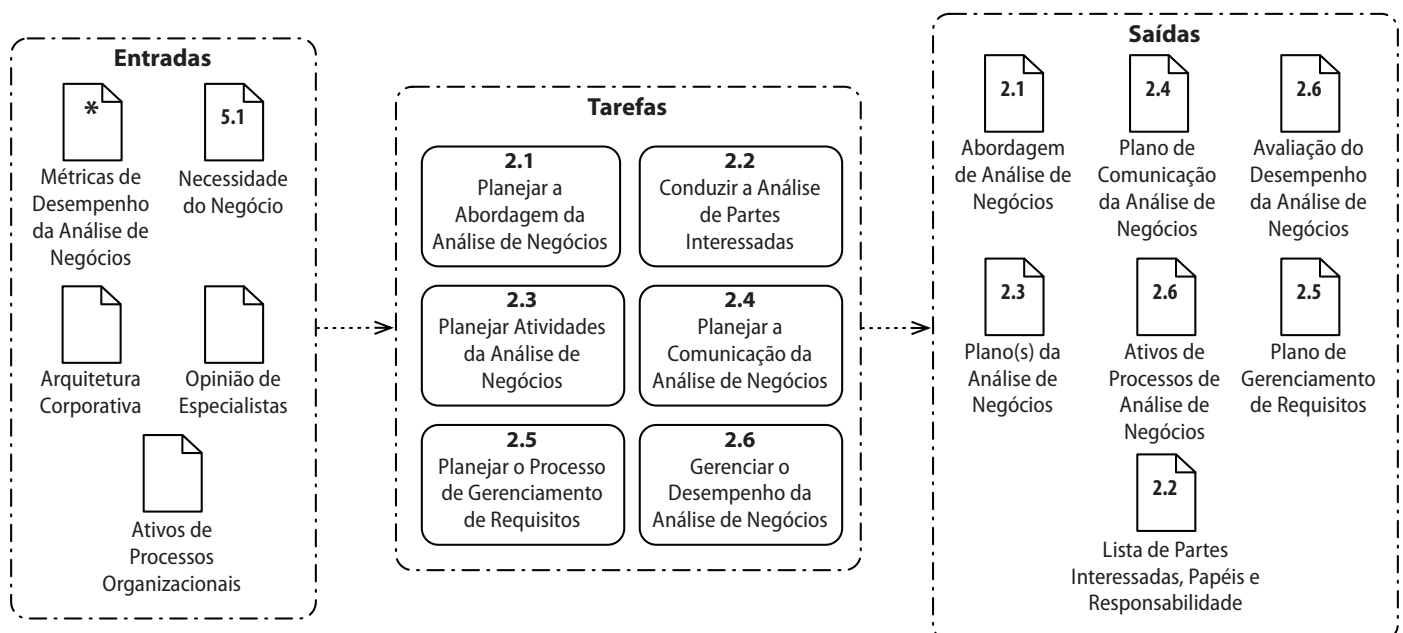 Entradas
*
Métricas de
Desempenho
da Análise de
Negócios
5.1
Necessidade
do Negócio
Arquitetura
Corporativa
Opinião de
Especialistas
Ativos de
Processos
Organizacionais
Tarefas
2.1
Planejar a
Abordagem da
Análise de Negócios
2.2
Conduzir a Análise
de Partes
Interessadas
2.3
Planejar Atividades
da Análise de
Negócios
2.4
Planejar a
Comunicação da
Análise de Negócios
2.5
Planejar o Processo
de Gerenciamento
de Requisitos
2.6
Gerenciar o
Desempenho da
Análise de Negócios
Saídas
2.1
Abordagem
de Análise de
Negócios
2.4
Plano de
Comunicação
da Análise de
Negócios
2.6
Avaliação do
Desempenho
da Análise de
Negócios
2.3
Plano(s) da
Análise de
Negócios
2.6
Ativos de
Processos de
Análise de
Negócios
2.5
Plano de
Gerenciamento
de Requisitos
2.2
Lista de Partes
Interessadas, Papéis e
Responsabilidade